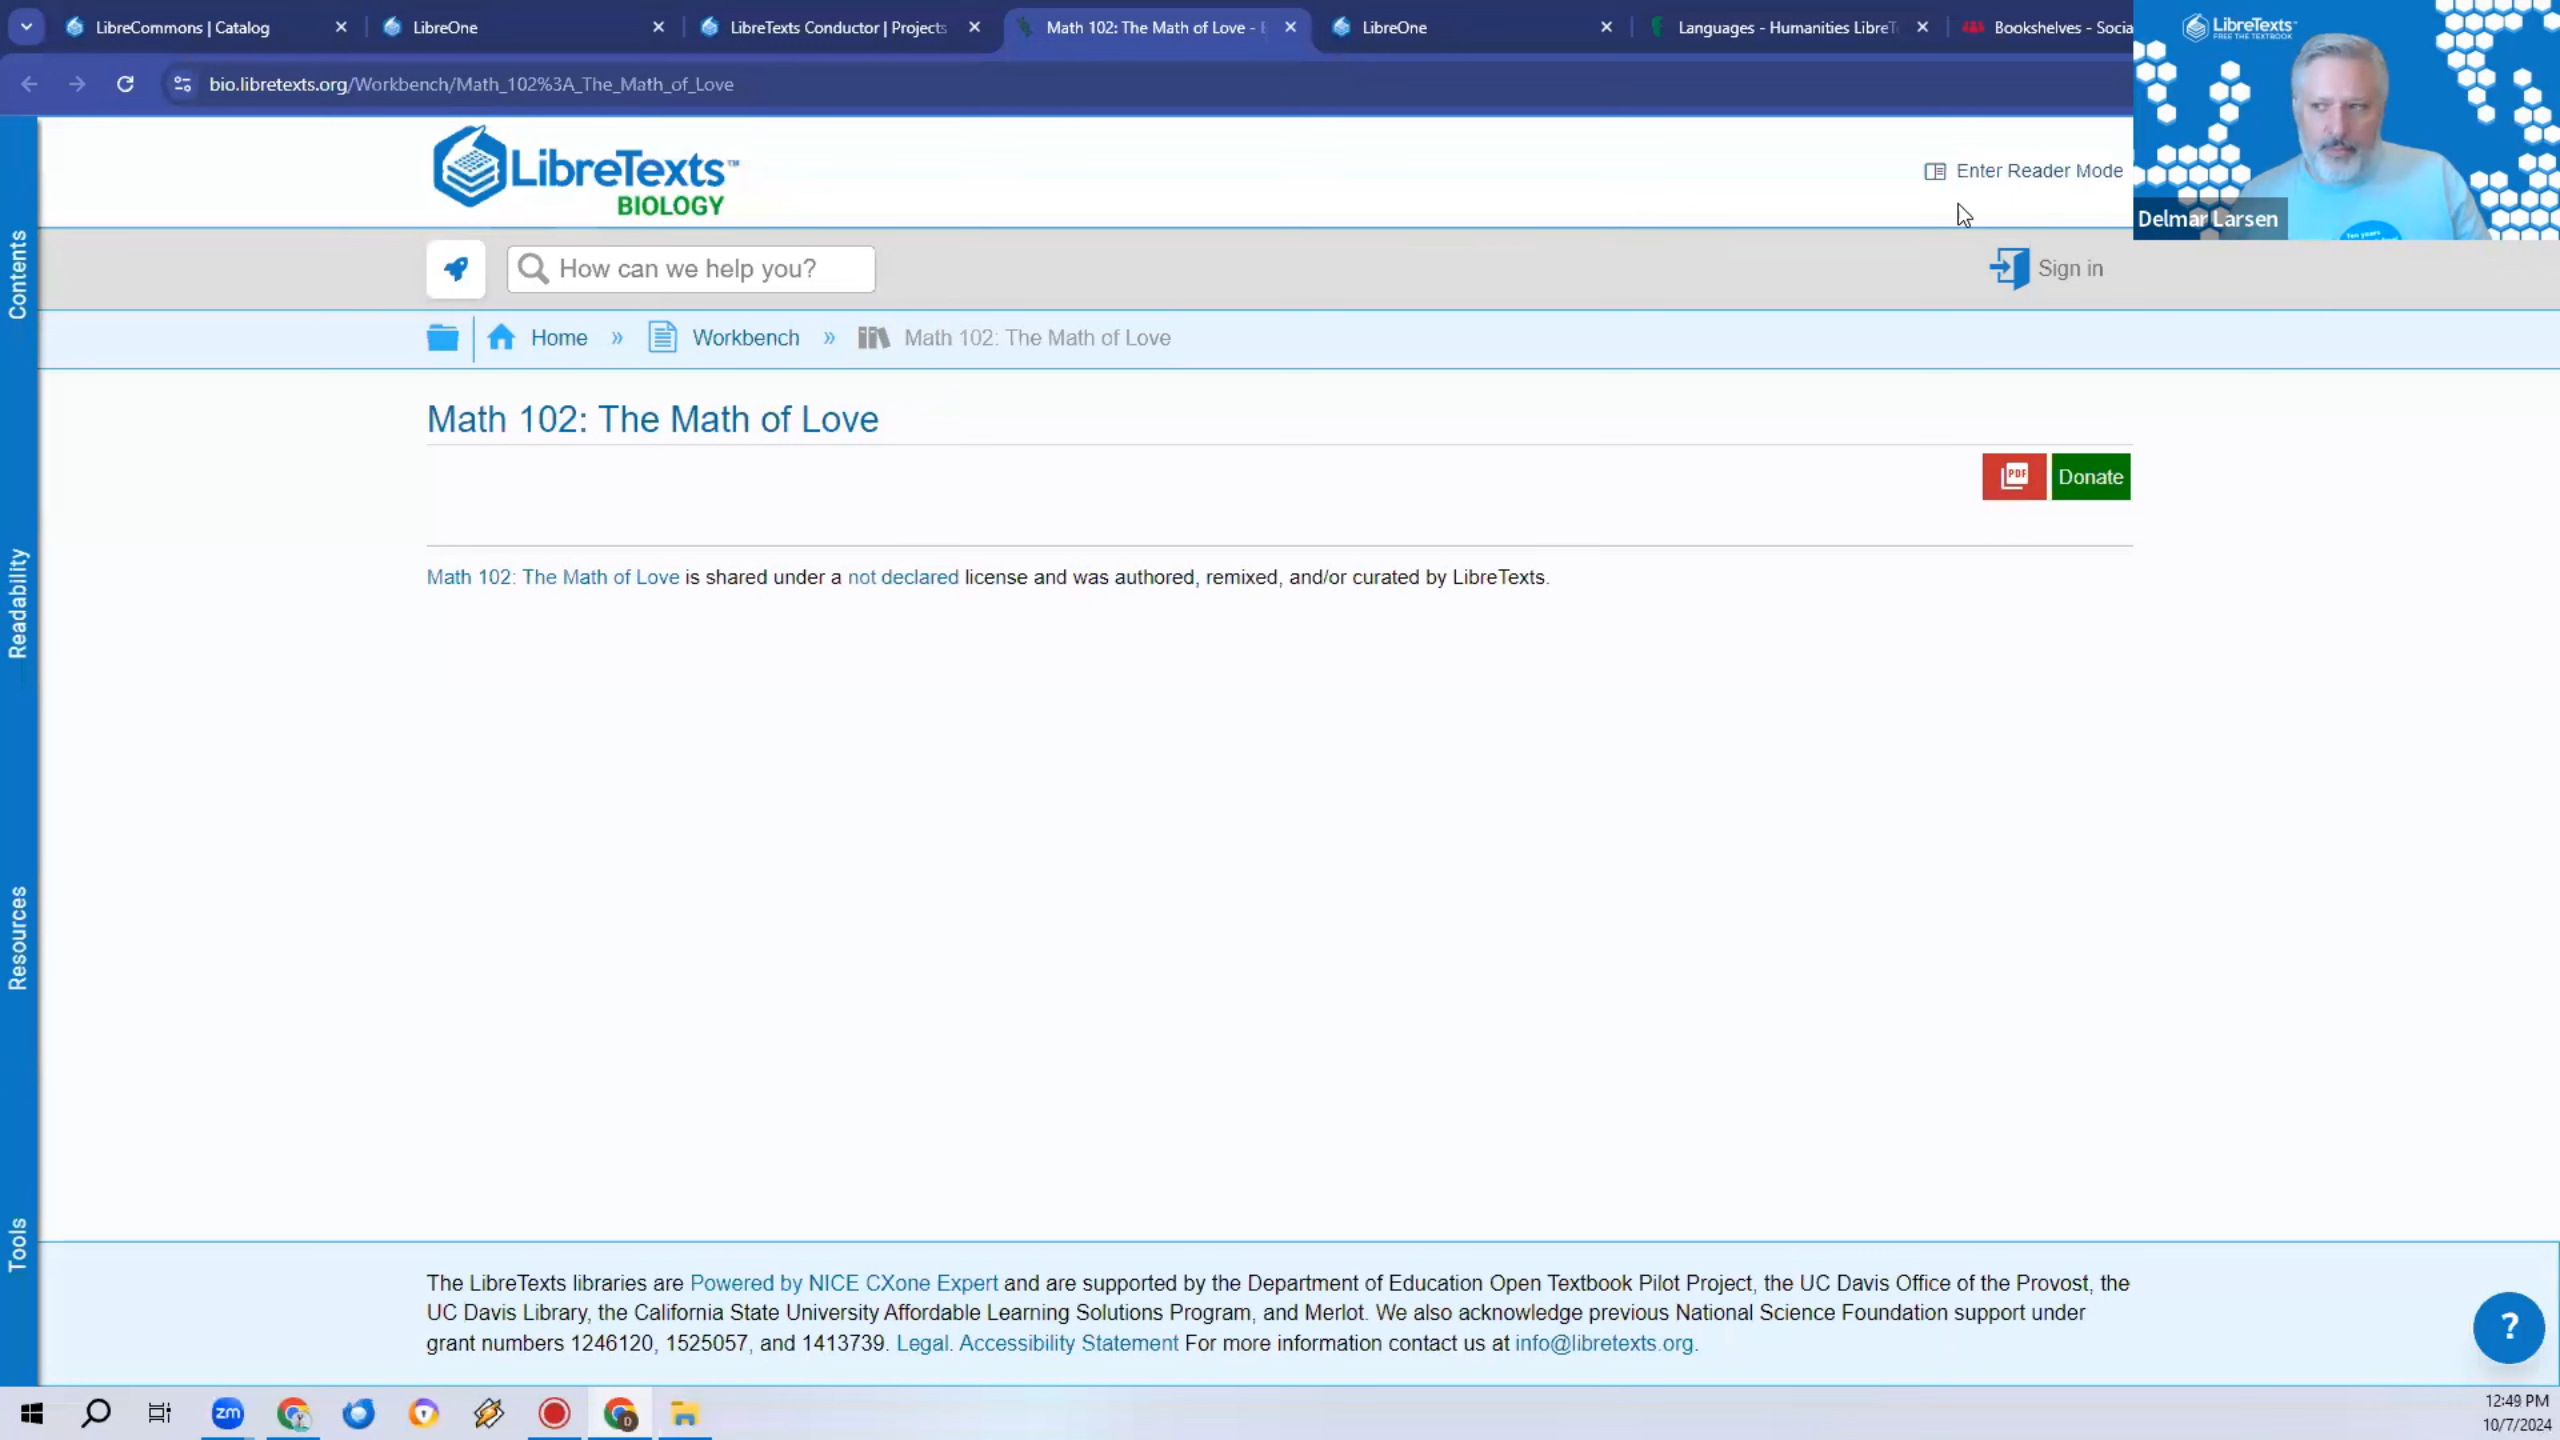 LibreCommons | Catalog
LibreOne
LibreTexts Conductor | Projects
Math 102: The Math of Love -
LibreOne
Languages - Humanities LibreT
Bookshelves - Socia
bio.libretexts.org/Workbench/Math_102%3A_The_Math_of_Love
LibreTexts™
FREE THE TEXTBOOK
Delmar Larsen
LibreTexts™
BIOLOGY
Enter Reader Mode
How can we help you?
Sign in
Home » Workbench » Math 102: The Math of Love
Math 102: The Math of Love
PDF
Donate
Math 102: The Math of Love is shared under a not declared license and was authored, remixed, and/or curated by LibreTexts.
Contents
Readability
Resources
Tools
The LibreTexts libraries are Powered by NICE CXone Expert and are supported by the Department of Education Open Textbook Pilot Project, the UC Davis Office of the Provost, the
UC Davis Library, the California State University Affordable Learning Solutions Program, and Merlot. We also acknowledge previous National Science Foundation support under
grant numbers 1246120, 1525057, and 1413739. Legal. Accessibility Statement For more information contact us at info@libretexts.org.
?
zm
D
12:49 PM
10/7/2024